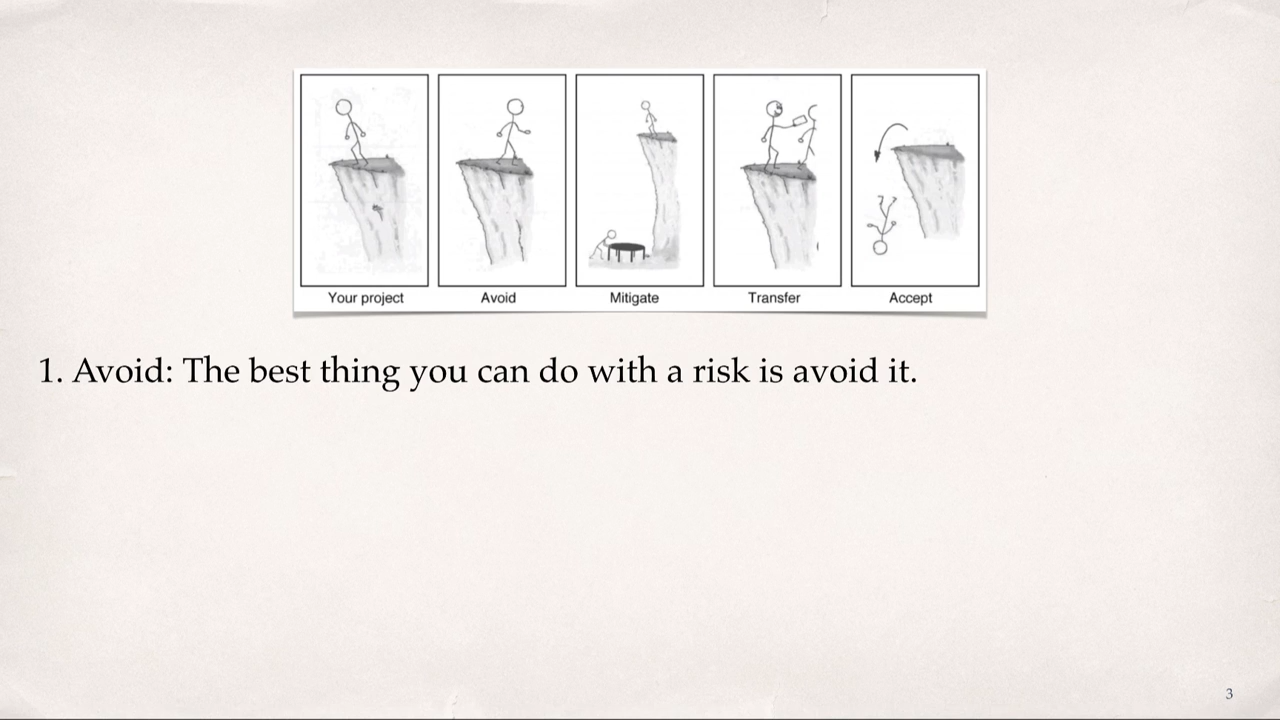 Your project
Avoid
Mitigate
Transfer
Accept
1. Avoid: The best thing you can do with a risk is avoid it.
3